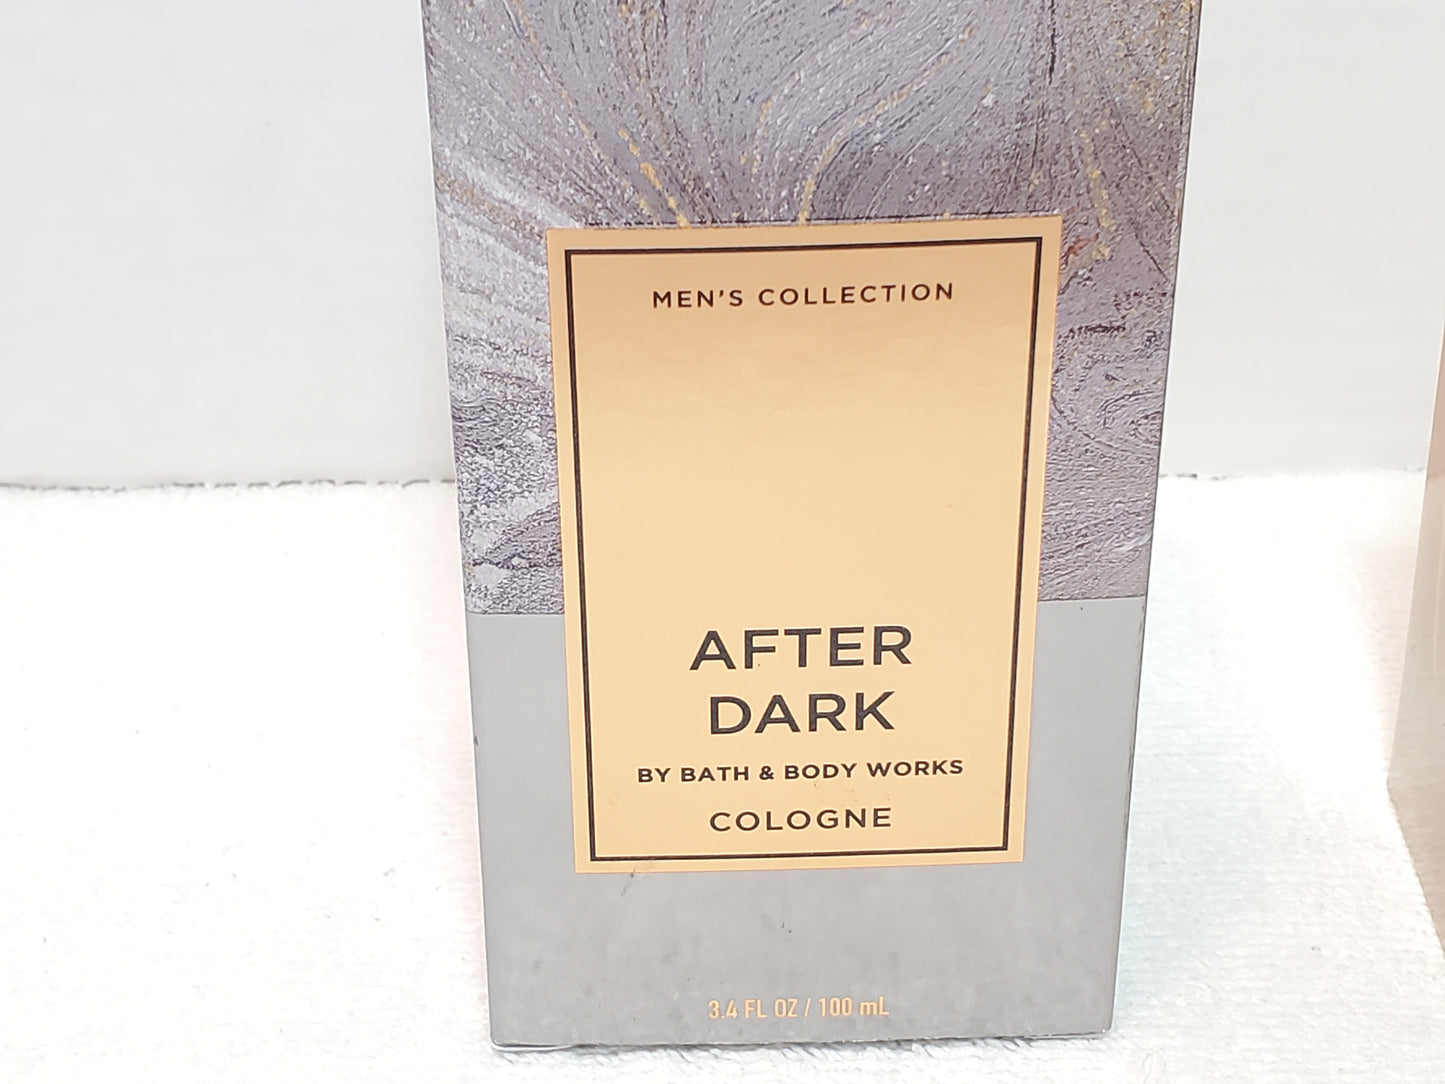 MEN'S COLLECTION
AFTER
DARK
BY BATH & BODY WORKS
COLOGNE
3.4 FL OZ / 100 mL